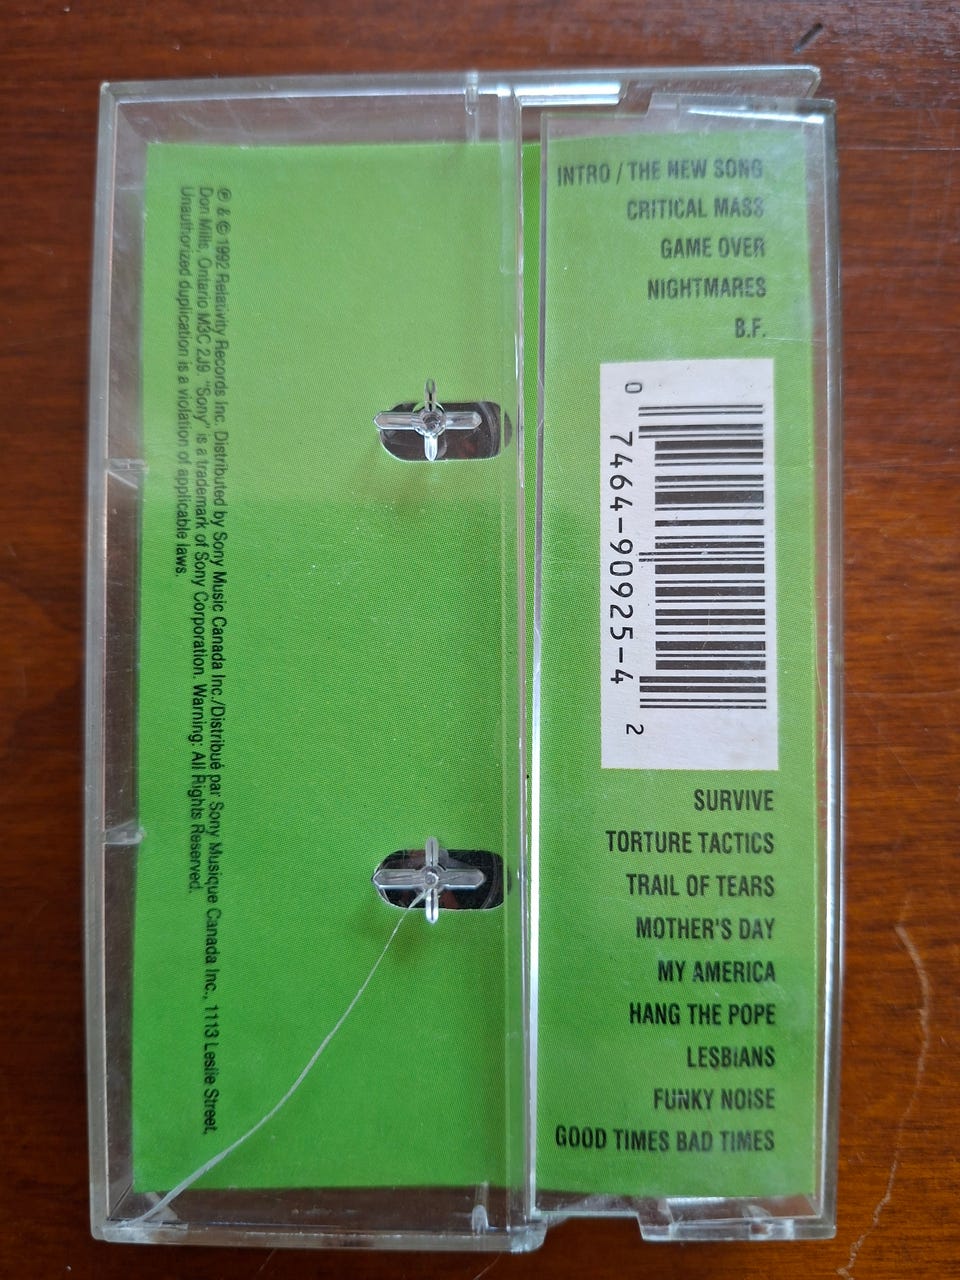 INTRO / THE NEW SONG
CRITICAL MASS
GAME OVER
NIGHTMARES
B.F.
0 7464-90925-4 2
SURVIVE
TORTURE TACTICS
TRAIL OF TEARS
MOTHER'S DAY
MY AMERICA
HANG THE POPE
LESBIANS
FUNKY NOISE
GOOD TIMES BAD TIMES
℗ & © 1992 Relativity Records Inc. Distributed by Sony Music Canada Inc./Distribué par Sony Musique Canada Inc., 1113 Leslie Street,
Don Mills, Ontario M3C 2J9. "Sony" is a trademark of Sony Corporation. Warning: All Rights Reserved.
Unauthorized duplication is a violation of applicable laws.